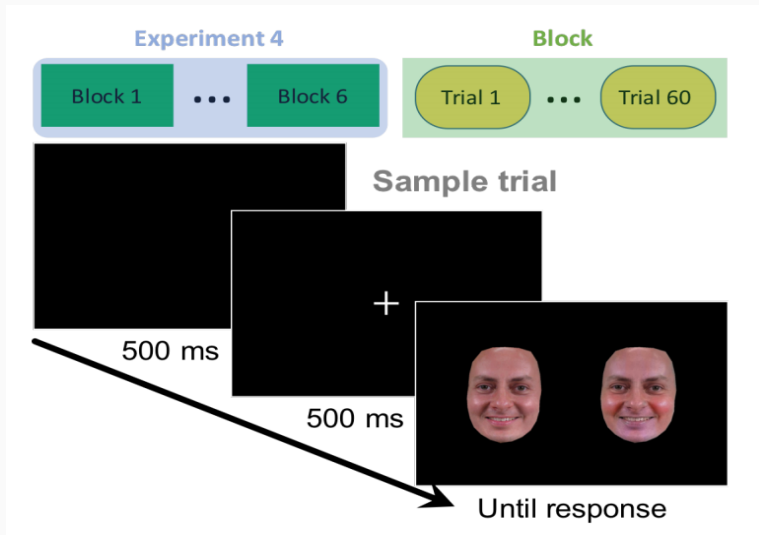 Experiment 4
Block
Block 1 ... Block 6
Trial 1 ... Trial 60
Sample trial
500 ms
500 ms
Until response